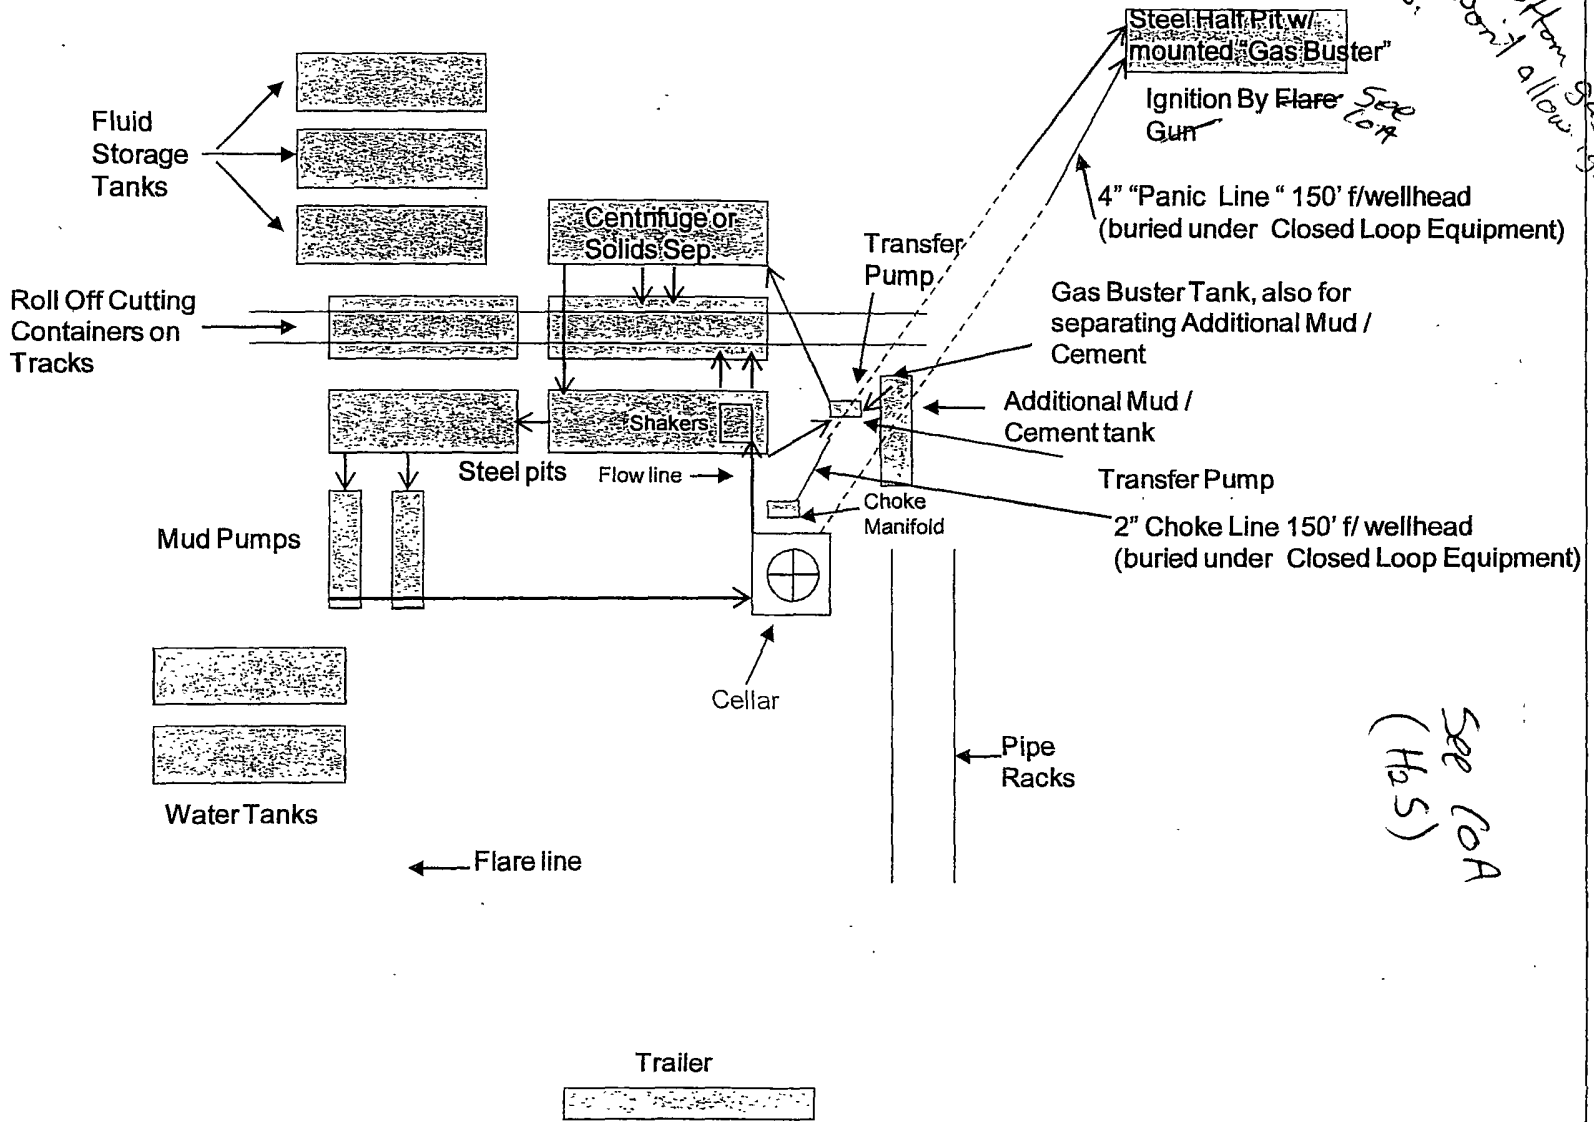 Steel Half Pit w/
mounted "Gas Buster"
Ignition By Flare
Gun
See
COA
bottom
won't allow
Fluid
Storage
Tanks
4" "Panic Line " 150' f/wellhead
(buried under Closed Loop Equipment)
Centrifuge or
Solids Sep.
Transfer
Pump
Roll Off Cutting
Containers on
Tracks
Gas Buster Tank, also for
separating Additional Mud /
Cement
Additional Mud /
Cement tank
Shakers
Steel pits
Flow line
Transfer Pump
Choke
Manifold
2" Choke Line 150' f/ wellhead
(buried under Closed Loop Equipment)
Mud Pumps
Cellar
Pipe
Racks
See COA
(H2S)
Water Tanks
Flare line
Trailer